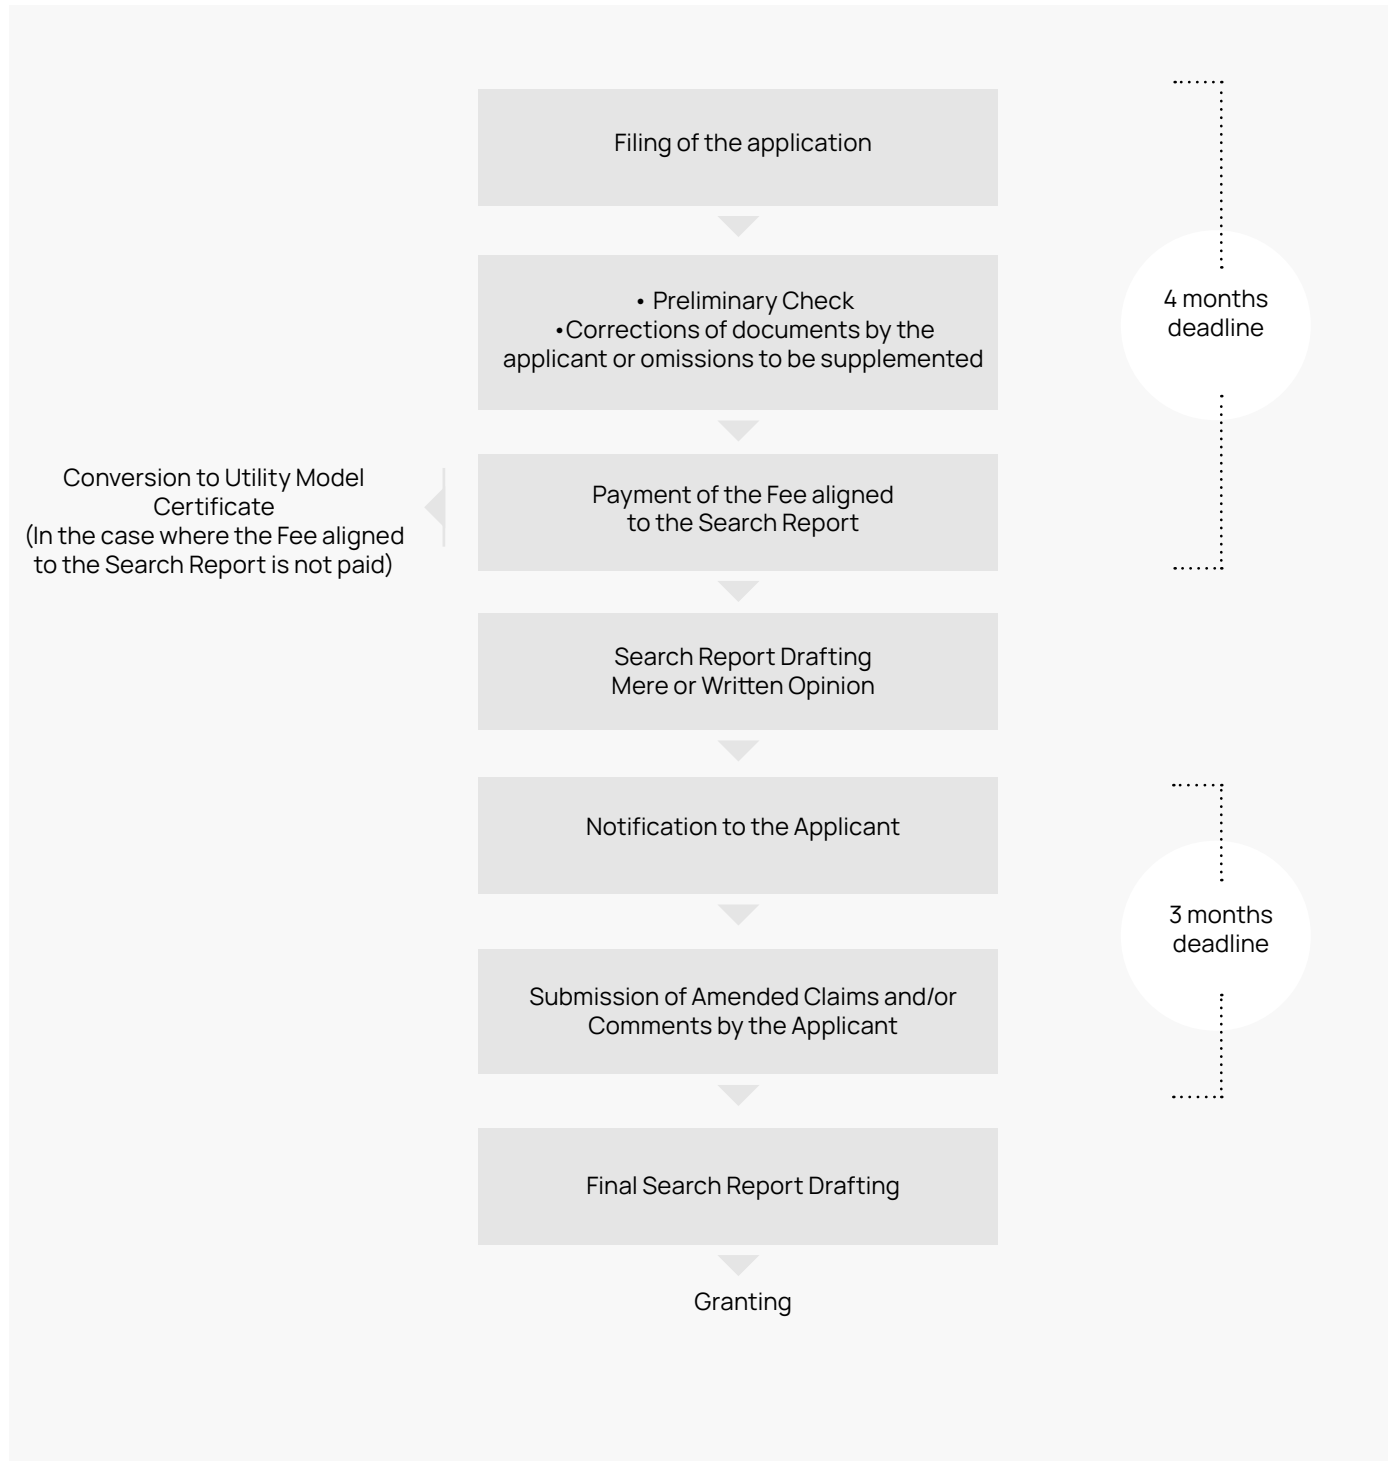 Filing of the application
• Preliminary Check
•Corrections of documents by the
applicant or omissions to be supplemented
4 months
deadline
Conversion to Utility Model
Certificate
(In the case where the Fee aligned
to the Search Report is not paid)
Payment of the Fee aligned
to the Search Report
Search Report Drafting
Mere or Written Opinion
Notification to the Applicant
3 months
deadline
Submission of Amended Claims and/or
Comments by the Applicant
Final Search Report Drafting
Granting